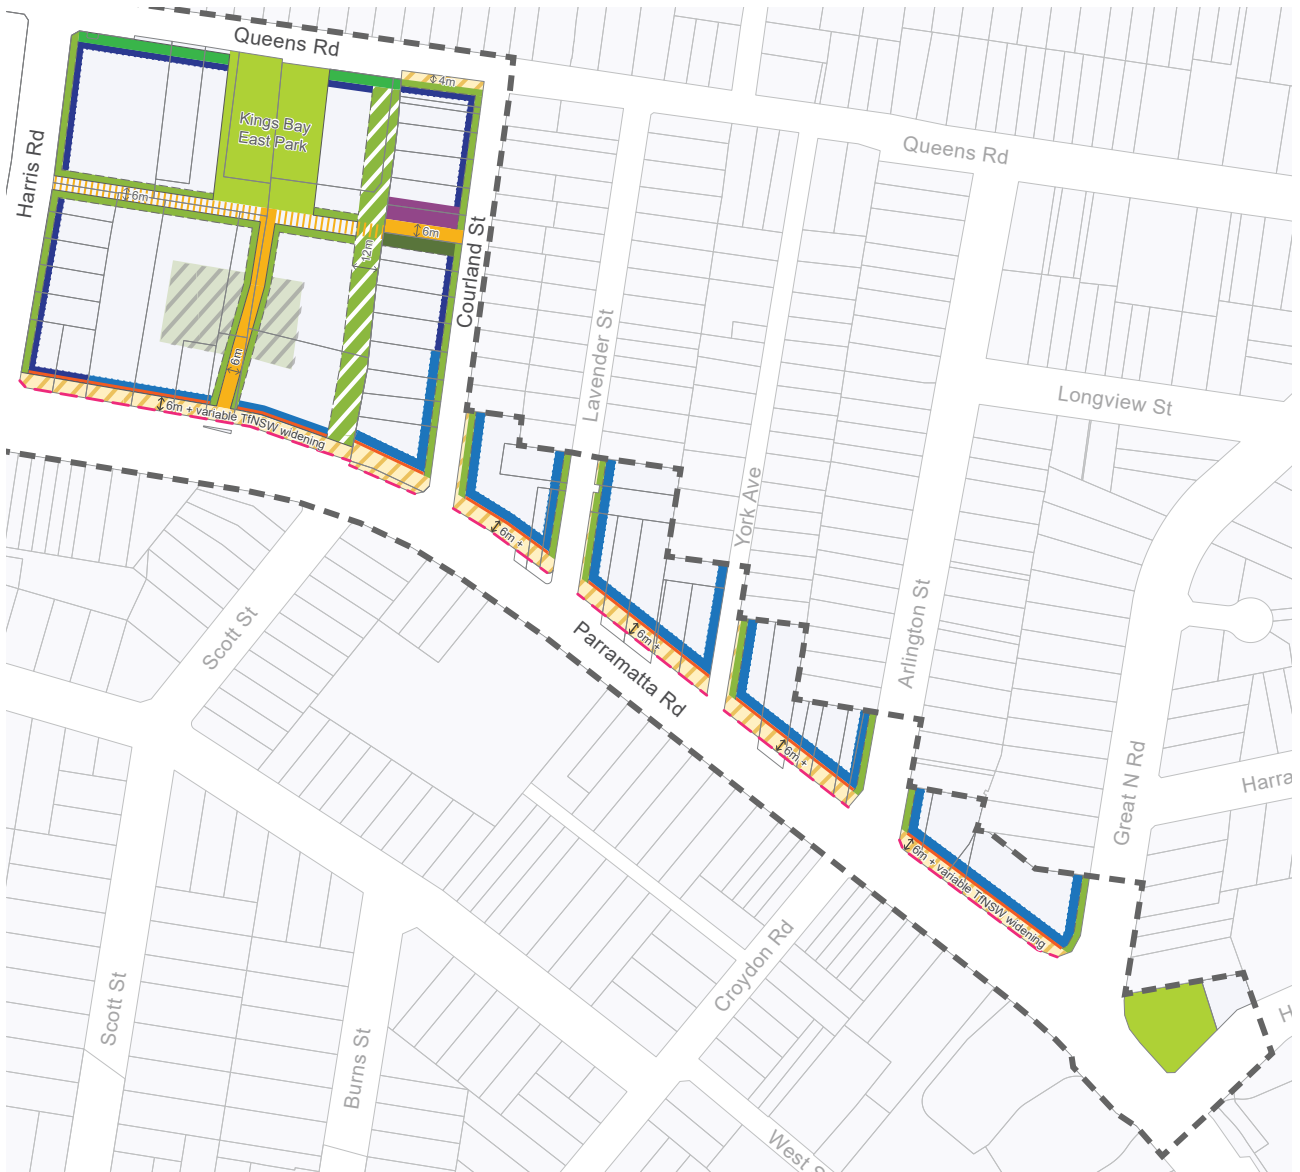 Queens Rd
4m
Kings Bay
East Park
Harris Rd
Queens Rd
6m
6m
12m
Courland St
Lavender St
6m
Longview St
6m + variable TfNSW widening
York Ave
6m +
Arlington St
Scott St
6m +
Parramatta Rd
6m +
Great N Rd
Harra
6m + variable TfNSW widening
Croydon Rd
Scott St
H
Burns St
West S